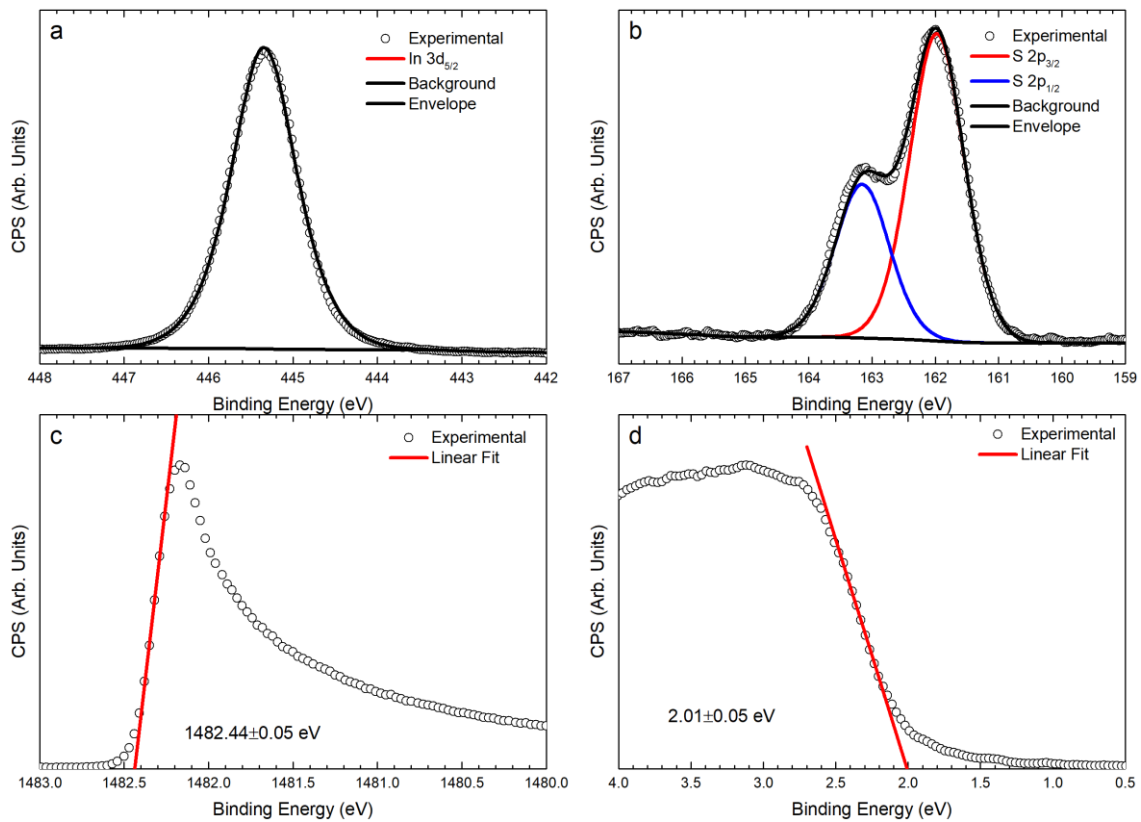 a
Experimental
In 3d5/2
Background
Envelope
CPS (Arb. Units)
448 447 446 445 444 443 442
Binding Energy (eV)
b
Experimental
S 2p3/2
S 2p1/2
Background
Envelope
CPS (Arb. Units)
167 166 165 164 163 162 161 160 159
Binding Energy (eV)
c
Experimental
Linear Fit
CPS (Arb. Units)
1482.44±0.05 eV
1483.0 1482.5 1482.0 1481.5 1481.0 1480.5 1480.0
Binding Energy (eV)
d
Experimental
Linear Fit
CPS (Arb. Units)
2.01±0.05 eV
4.0 3.5 3.0 2.5 2.0 1.5 1.0 0.5
Binding Energy (eV)